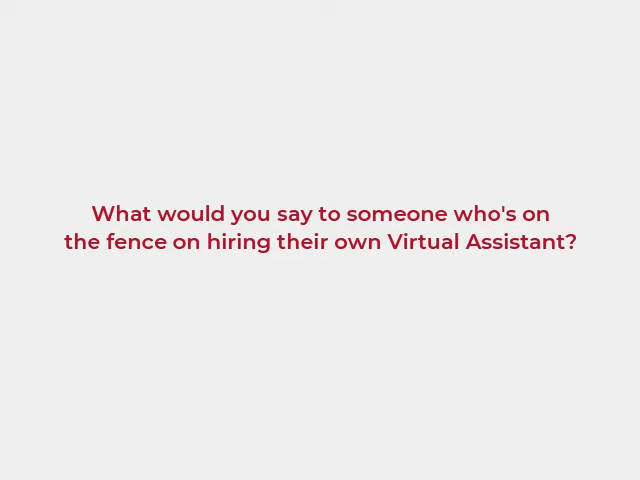 What would you say to someone who's on
the fence on hiring their own Virtual Assistant?